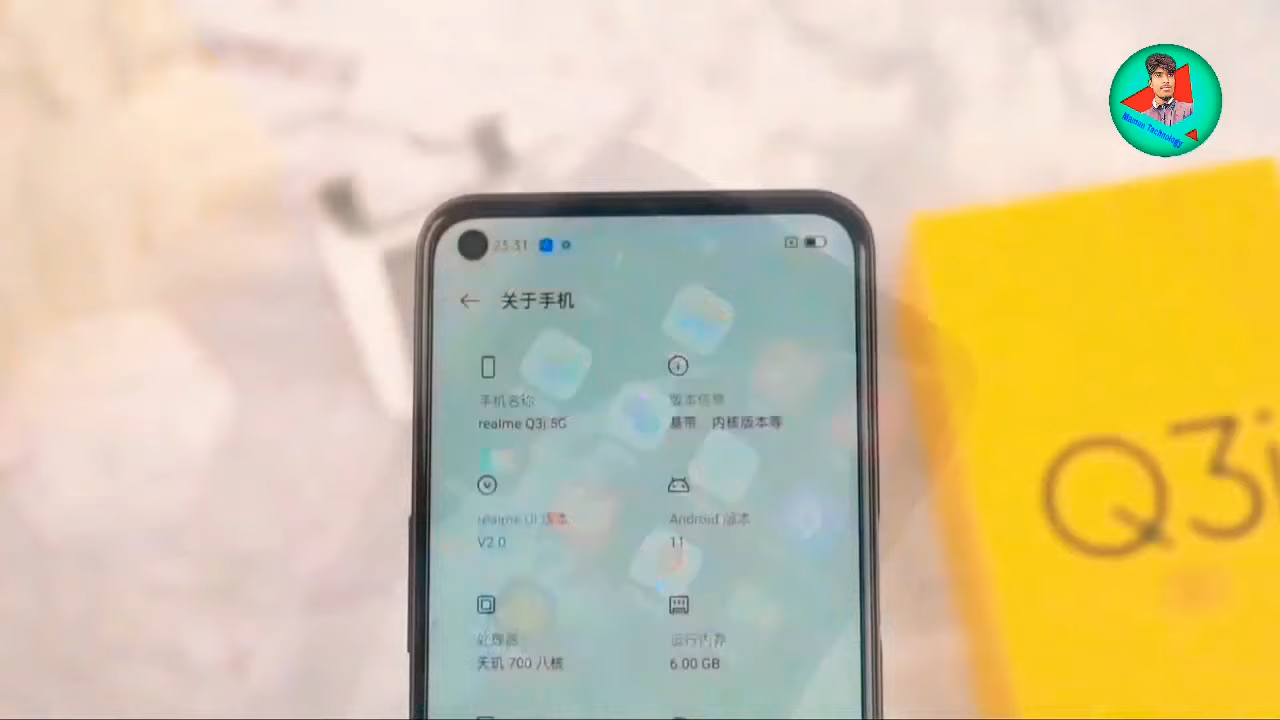 Mamun Technology
23:31
关于手机
手机名称
realme Q3i 5G
版本信息
基带、内核版本等
realme UI 版本
V2.0
Android 版本
11
处理器
天玑 700 八核
运行内存
6.00 GB
Q3i